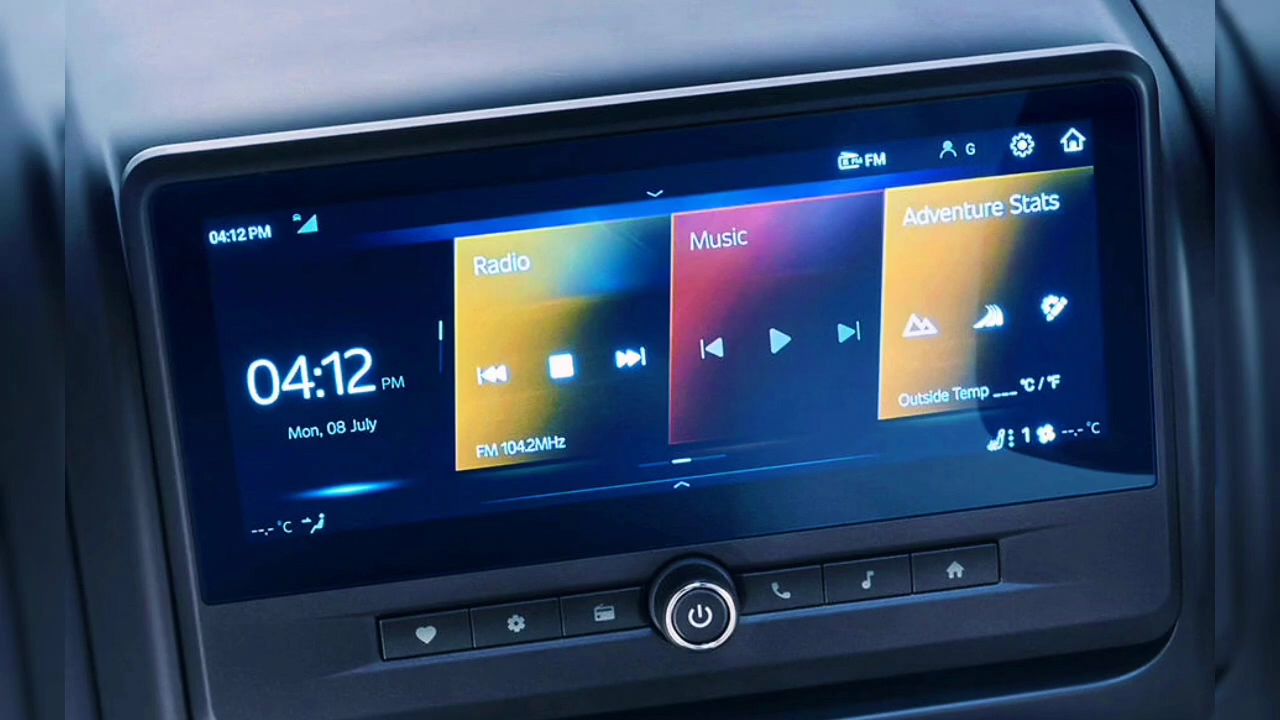 FM
G
04:12 PM
04:12 PM
Mon, 08 July
Radio
FM 104.2MHz
Music
Adventure Stats
Outside Temp ___ °C / °F
--.- °C
1 --.- °C